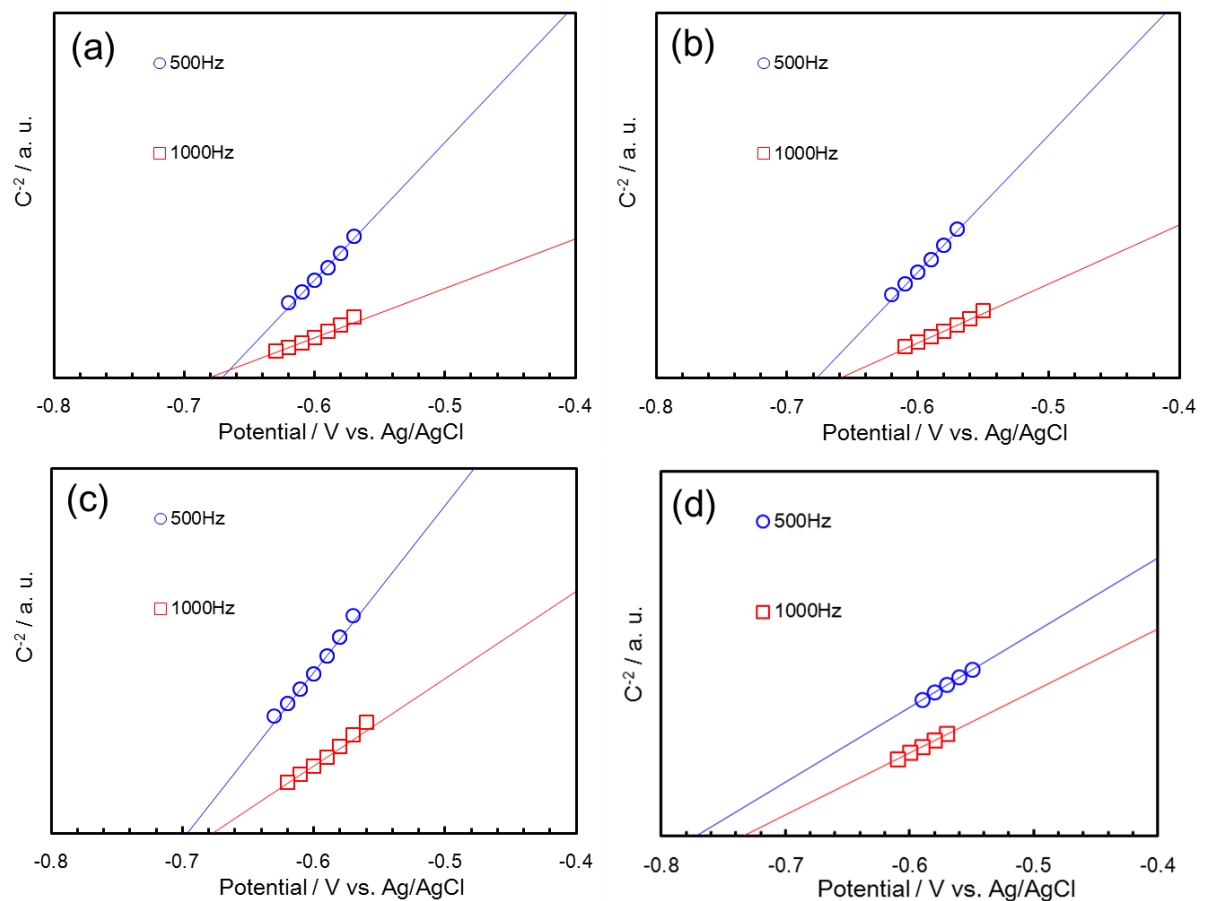 (a)
500Hz
1000Hz
C⁻² / a. u.
-0.8 -0.7 -0.6 -0.5 -0.4
Potential / V vs. Ag/AgCl
(b)
500Hz
1000Hz
C⁻² / a. u.
-0.8 -0.7 -0.6 -0.5 -0.4
Potential / V vs. Ag/AgCl
(c)
500Hz
1000Hz
C⁻² / a. u.
-0.8 -0.7 -0.6 -0.5 -0.4
Potential / V vs. Ag/AgCl
(d)
500Hz
1000Hz
C⁻² / a. u.
-0.8 -0.7 -0.6 -0.5 -0.4
Potential / V vs. Ag/AgCl